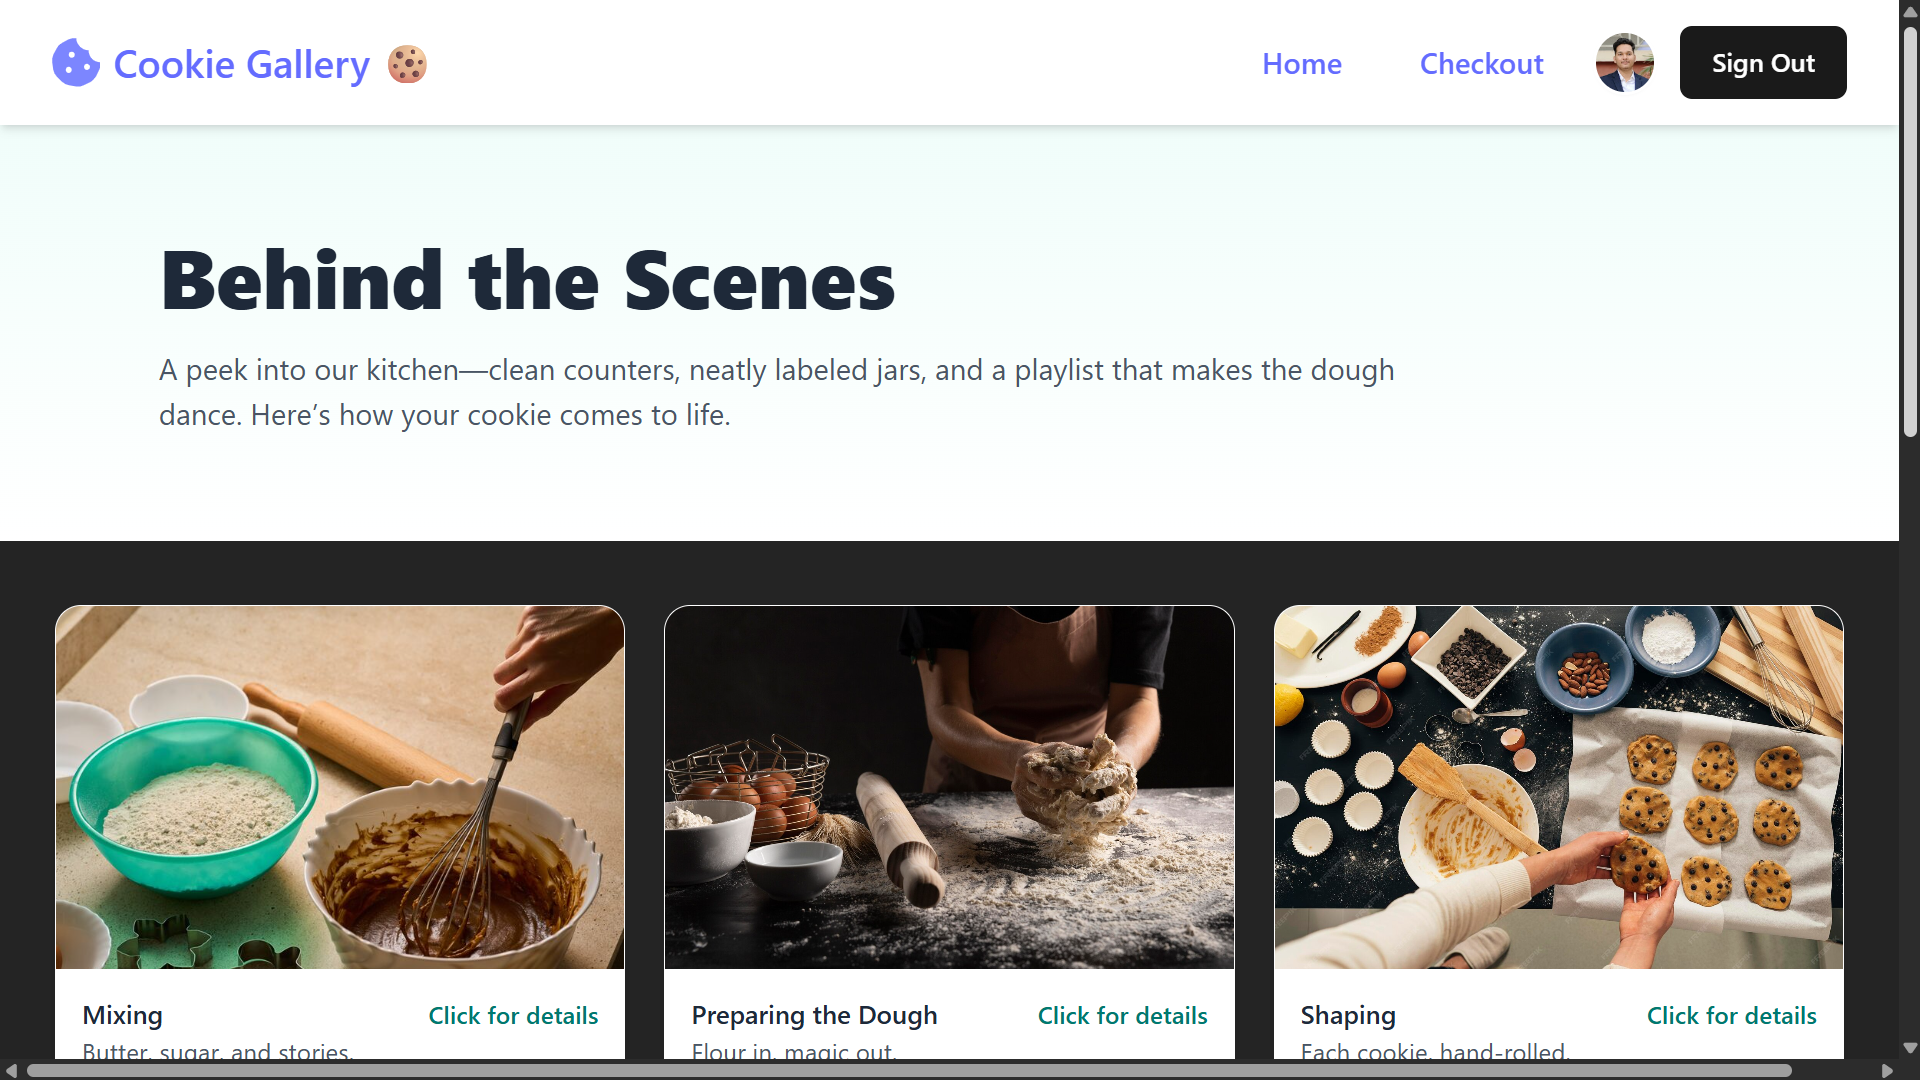 Cookie Gallery 🍪
Home
Checkout
Sign Out
Behind the Scenes
A peek into our kitchen—clean counters, neatly labeled jars, and a playlist that makes the dough
dance. Here’s how your cookie comes to life.
Mixing
Click for details
Butter, sugar, and stories.
Preparing the Dough
Click for details
Flour in, magic out.
Shaping
Click for details
Each cookie, hand-rolled.